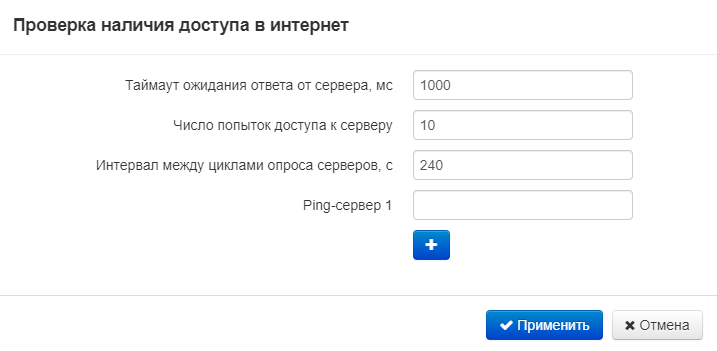 Проверка наличия доступа в интернет
Таймаут ожидания ответа от сервера, мс 1000
Число попыток доступа к серверу 10
Интервал между циклами опроса серверов, с 240
Ping-сервер 1
Применить Отмена